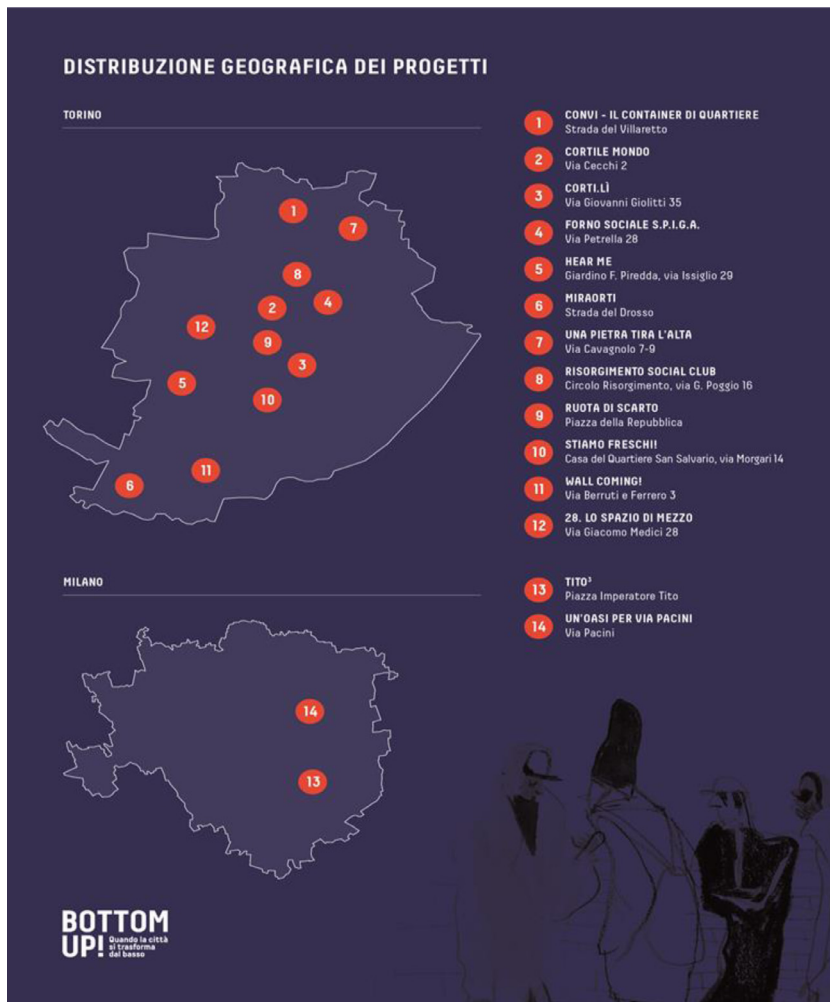 DISTRIBUZIONE GEOGRAFICA DEI PROGETTI
TORINO
1
7
8
2
4
12
9
3
5
10
11
6
1 CONVI - IL CONTAINER DI QUARTIERE
Strada del Villaretto
2 CORTILE MONDO
Via Cecchi 2
3 CORTI.LÌ
Via Giovanni Giolitti 35
4 FORNO SOCIALE S.P.I.G.A.
Via Petrella 28
5 HEAR ME
Giardino F. Piredda, via Issiglio 29
6 MIRAORTI
Strada del Drosso
7 UNA PIETRA TIRA L'ALTA
Via Cavagnolo 7-9
8 RISORGIMENTO SOCIAL CLUB
Circolo Risorgimento, via G. Poggio 16
9 RUOTA DI SCARTO
Piazza della Repubblica
10 STIAMO FRESCHI!
Casa del Quartiere San Salvario, via Morgari 14
11 WALL COMING!
Via Berruti e Ferrero 3
12 28. LO SPAZIO DI MEZZO
Via Giacomo Medici 28
MILANO
14
13
13 TITO³
Piazza Imperatore Tito
14 UN'OASI PER VIA PACINI
Via Pacini
BOTTOM
UP!
Quando la città
si trasforma
dal basso